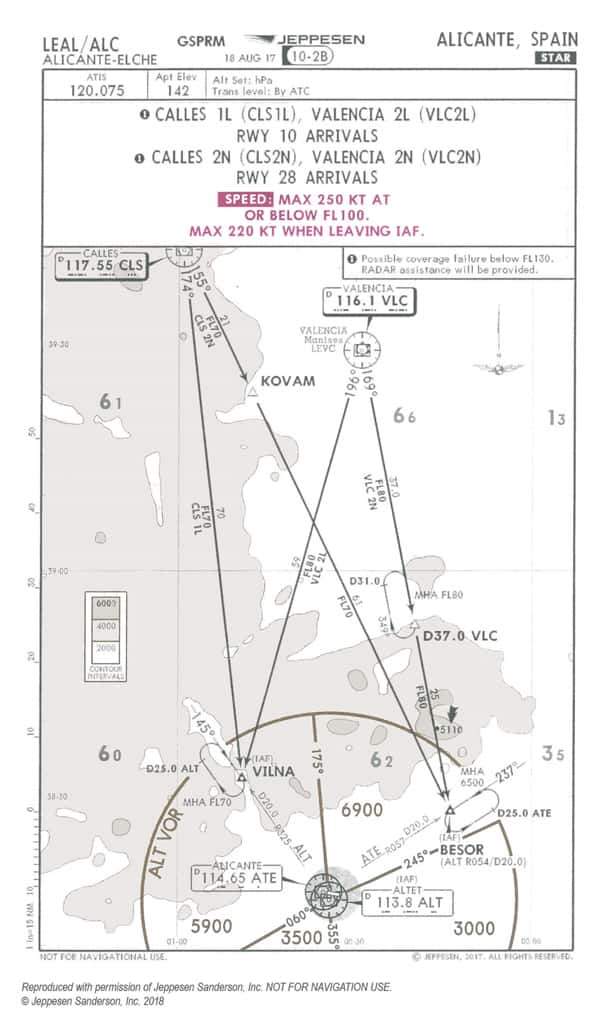 LEAL/ALC
ALICANTE-ELCHE
GSPRM
JEPPESEN
18 AUG 17
10-2B
ALICANTE, SPAIN
STAR
ATIS
120.075
Apt Elev
142
Alt Set: hPa
Trans level: By ATC
❶ CALLES 1L (CLS1L), VALENCIA 2L (VLC2L)
RWY 10 ARRIVALS
❶ CALLES 2N (CLS2N), VALENCIA 2N (VLC2N)
RWY 28 ARRIVALS
SPEED: MAX 250 KT AT
OR BELOW FL100.
MAX 220 KT WHEN LEAVING IAF.
❶ Possible coverage failure below FL130.
RADAR assistance will be provided.
CALLES
D 117.55 CLS
155°
174°
21
FL70
CLS 2N
VALENCIA
D 116.1 VLC
VALENCIA
Manises
LEVC
196°
169°
39-30
KOVAM
61
66
13
50
37.0
FL80
VLC 2N
70
FL70
CLS 1L
40
59
FL80
VLC 2L
39-00
61
FL70
30
D31.0
MHA FL80
349°
6000
4000
2000
CONTOUR
INTERVALS
D37.0 VLC
20
25
FL80
5110
145°
175°
10
60
62
35
(IAF)
VILNA
D25.0 ALT
MHA FL70
MHA
6500
237°
D25.0 ATE
38-30
0
6900
D20.0
R325 ALT
ATE R057 D20.0
(IAF)
BESOR
(ALT R054/D20.0)
ALT VOR
245°
ALICANTE
D 114.65 ATE
(IAF)
ALTET
D 113.8 ALT
10
060°
355°
5900
3500
3000
1 In=15 NM
01-00
00-30
00-00
NOT FOR NAVIGATIONAL USE.
© JEPPESEN, 2017. ALL RIGHTS RESERVED.
Reproduced with permission of Jeppesen Sanderson, Inc. NOT FOR NAVIGATION USE.
© Jeppesen Sanderson, Inc. 2018